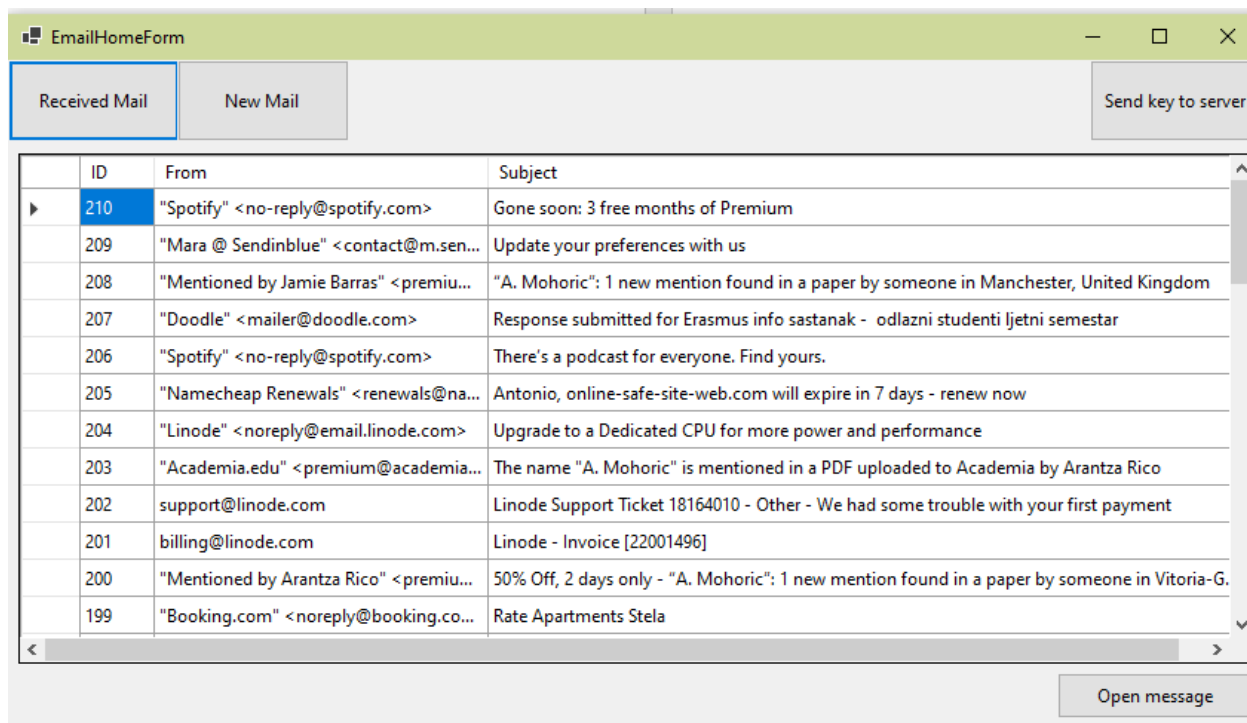 EmailHomeForm
Received Mail New Mail Send key to server
ID From Subject
210 "Spotify" <no-reply@spotify.com> Gone soon: 3 free months of Premium
209 "Mara @ Sendinblue" <contact@m.sen... Update your preferences with us
208 "Mentioned by Jamie Barras" <premiu... “A. Mohoric”: 1 new mention found in a paper by someone in Manchester, United Kingdom
207 "Doodle" <mailer@doodle.com> Response submitted for Erasmus info sastanak - odlazni studenti ljetni semestar
206 "Spotify" <no-reply@spotify.com> There's a podcast for everyone. Find yours.
205 "Namecheap Renewals" <renewals@na... Antonio, online-safe-site-web.com will expire in 7 days - renew now
204 "Linode" <noreply@email.linode.com> Upgrade to a Dedicated CPU for more power and performance
203 "Academia.edu" <premium@academia... The name "A. Mohoric" is mentioned in a PDF uploaded to Academia by Arantza Rico
202 support@linode.com Linode Support Ticket 18164010 - Other - We had some trouble with your first payment
201 billing@linode.com Linode - Invoice [22001496]
200 "Mentioned by Arantza Rico" <premiu... 50% Off, 2 days only - “A. Mohoric”: 1 new mention found in a paper by someone in Vitoria-G.
199 "Booking.com" <noreply@booking.co... Rate Apartments Stela
Open message